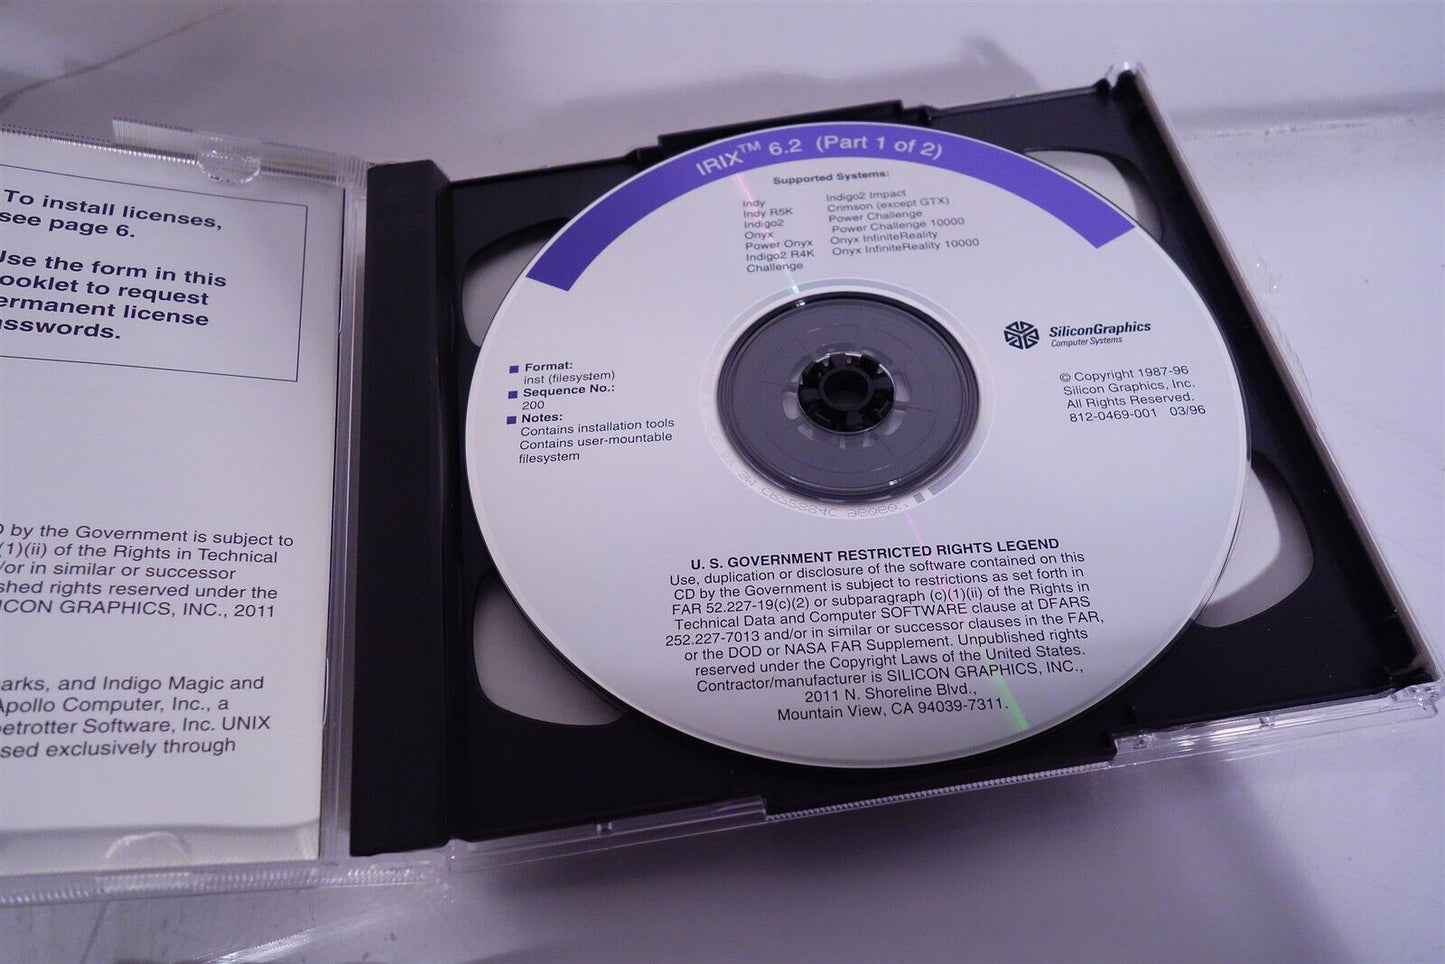 To install licenses,
see page 6.
Use the form in this
ooklet to request
ermanent license
asswords.
D by the Government is subject to
(1)(ii) of the Rights in Technical
/or in similar or successor
shed rights reserved under the
ICON GRAPHICS, INC., 2011
arks, and Indigo Magic and
Apollo Computer, Inc., a
etrotter Software, Inc. UNIX
sed exclusively through
IRIX™ 6.2 (Part 1 of 2)
Supported Systems:
Indy
Indy R5K
Indigo2
Onyx
Power Onyx
Indigo2 R4K
Challenge
Indigo2 Impact
Crimson (except GTX)
Power Challenge
Power Challenge 10000
Onyx InfiniteReality
Onyx InfiniteReality 10000
Format:
inst (filesystem)
Sequence No.:
200
Notes:
Contains installation tools
Contains user-mountable
filesystem
SiliconGraphics
Computer Systems
© Copyright 1987-96
Silicon Graphics, Inc.
All Rights Reserved.
812-0469-001 03/96
U. S. GOVERNMENT RESTRICTED RIGHTS LEGEND
Use, duplication or disclosure of the software contained on this
CD by the Government is subject to restrictions as set forth in
FAR 52.227-19(c)(2) or subparagraph (c)(1)(ii) of the Rights in
Technical Data and Computer SOFTWARE clause at DFARS
252.227-7013 and/or in similar or successor clauses in the FAR,
or the DOD or NASA FAR Supplement. Unpublished rights
reserved under the Copyright Laws of the United States.
Contractor/manufacturer is SILICON GRAPHICS, INC.,
2011 N. Shoreline Blvd.,
Mountain View, CA 94039-7311.